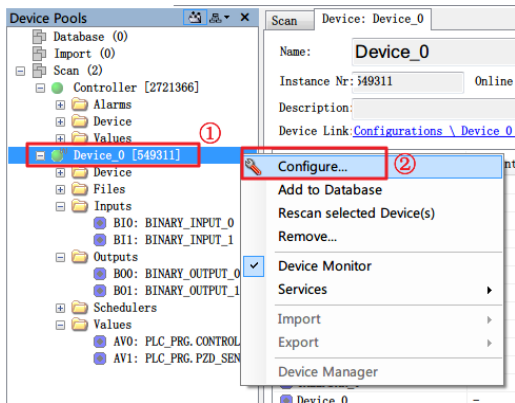 Device Pools
Database (0)
Import (0)
Scan (2)
Controller [2721366]
Alarms
Device
Values
①
Device_0 [549311]
Device
Files
Inputs
BI0: BINARY_INPUT_0
BI1: BINARY_INPUT_1
Outputs
BO0: BINARY_OUTPUT_0
BO1: BINARY_OUTPUT_1
Schedulers
Values
AV0: PLC_PRG.CONTROL
AV1: PLC_PRG.PZD_SEN
Scan
Device: Device_0
Name: Device_0
Instance Nr: 549311 Online
Description:
Device Link: Configurations \ Device_0
Configure...
②
Add to Database
Rescan selected Device(s)
Remove...
Device Monitor
Services
Import
Export
Device Manager
Device_0